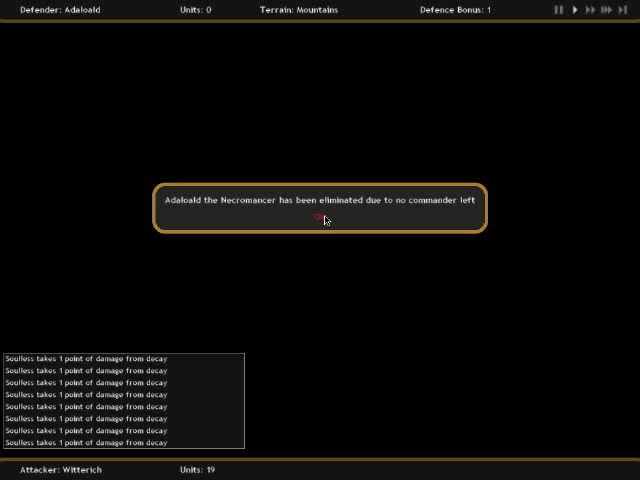 Defender: Adaloald Units: 0 Terrain: Mountains Defence Bonus: 1
Adaloald the Necromancer has been eliminated due to no commander left
Soulless takes 1 point of damage from decay
Soulless takes 1 point of damage from decay
Soulless takes 1 point of damage from decay
Soulless takes 1 point of damage from decay
Soulless takes 1 point of damage from decay
Soulless takes 1 point of damage from decay
Soulless takes 1 point of damage from decay
Soulless takes 1 point of damage from decay
Attacker: Witterich Units: 19